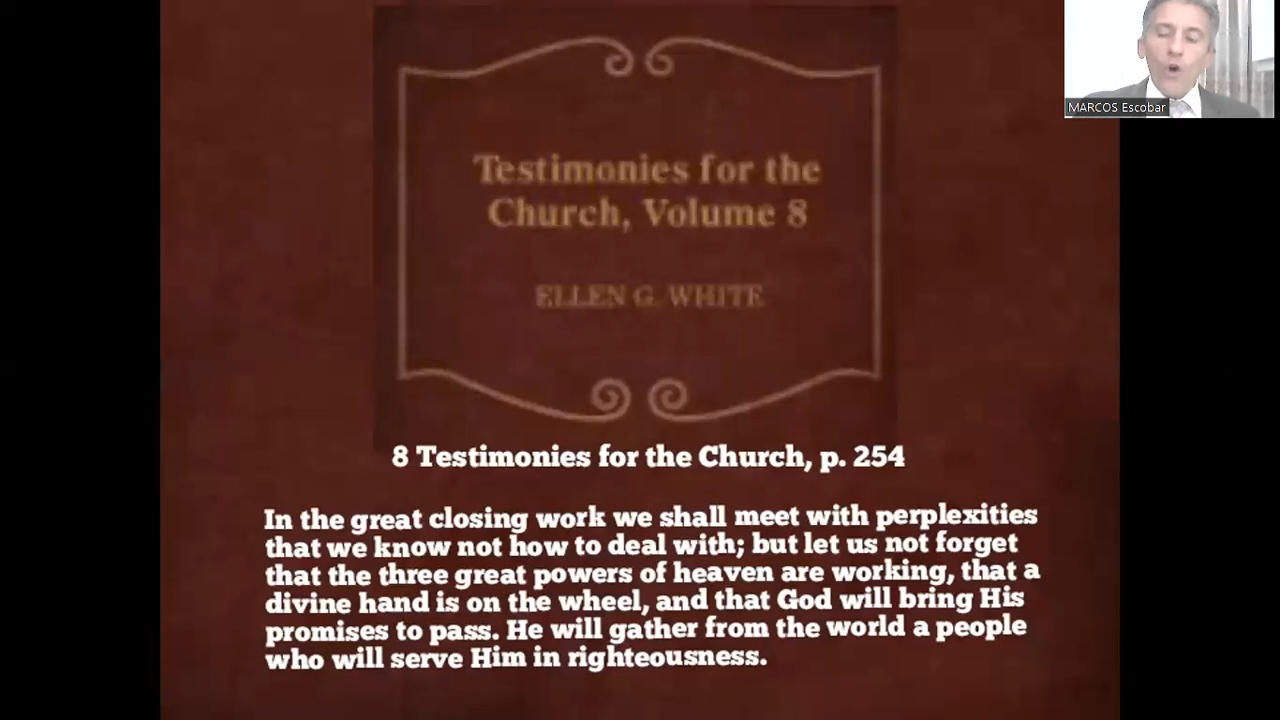 MARCOS Escobar
Testimonies for the
Church, Volume 8
ELLEN G. WHITE
8 Testimonies for the Church, p. 254
In the great closing work we shall meet with perplexities
that we know not how to deal with; but let us not forget
that the three great powers of heaven are working, that a
divine hand is on the wheel, and that God will bring His
promises to pass. He will gather from the world a people
who will serve Him in righteousness.